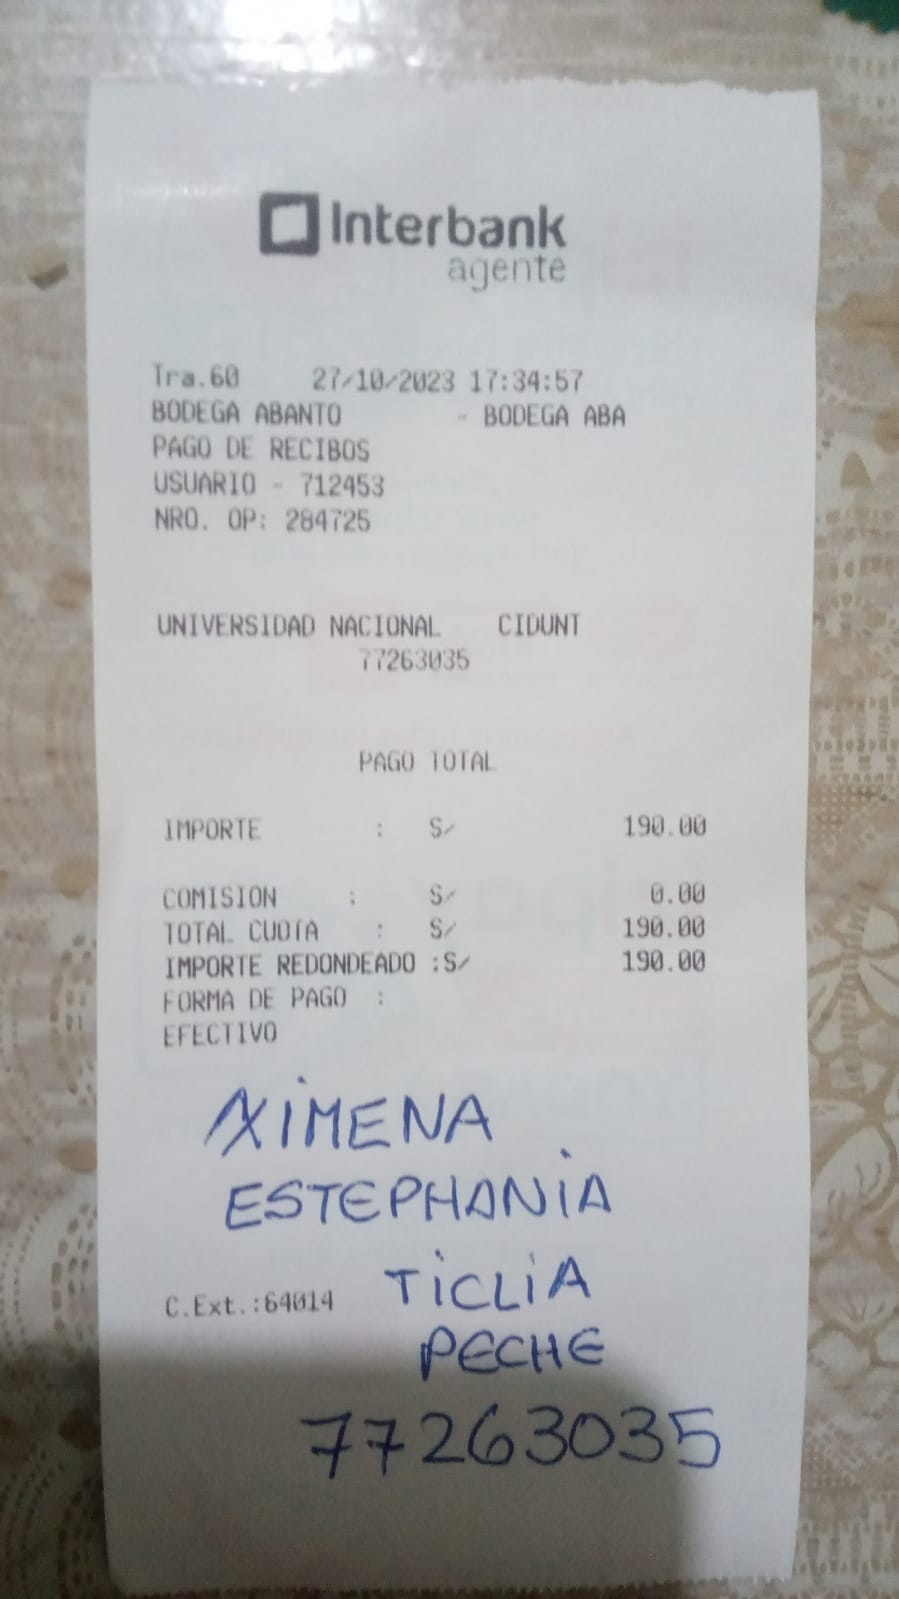 Interbank
agente
Tra.60 27/10/2023 17:34:57
BODEGA ABANTO - BODEGA ABA
PAGO DE RECIBOS
USUARIO - 712453
NRO. OP: 284725
UNIVERSIDAD NACIONAL CIDUNT
77263035
PAGO TOTAL
IMPORTE : S/ 190.00
COMISION : S/ 0.00
TOTAL CUOTA : S/ 190.00
IMPORTE REDONDEADO :S/ 190.00
FORMA DE PAGO :
EFECTIVO
XIMENA
ESTEPHANIA
TICLIA
C.Ext.:64014
PECHE
77263035